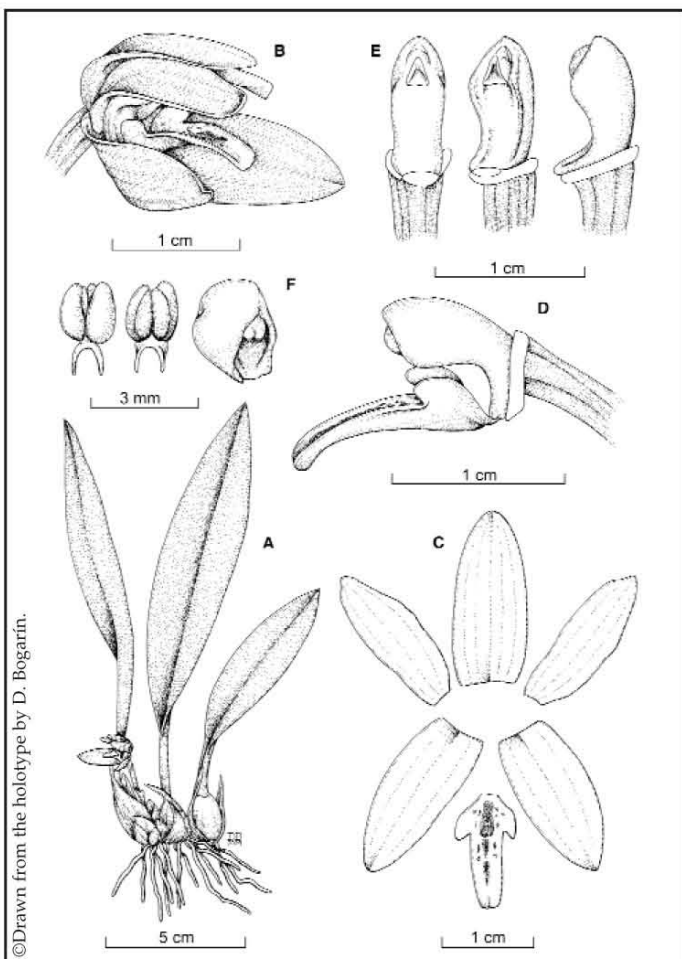 B
E
1 cm
1 cm
F
D
3 mm
1 cm
A
C
5 cm
1 cm
©Drawn from the holotype by D. Bogarín.